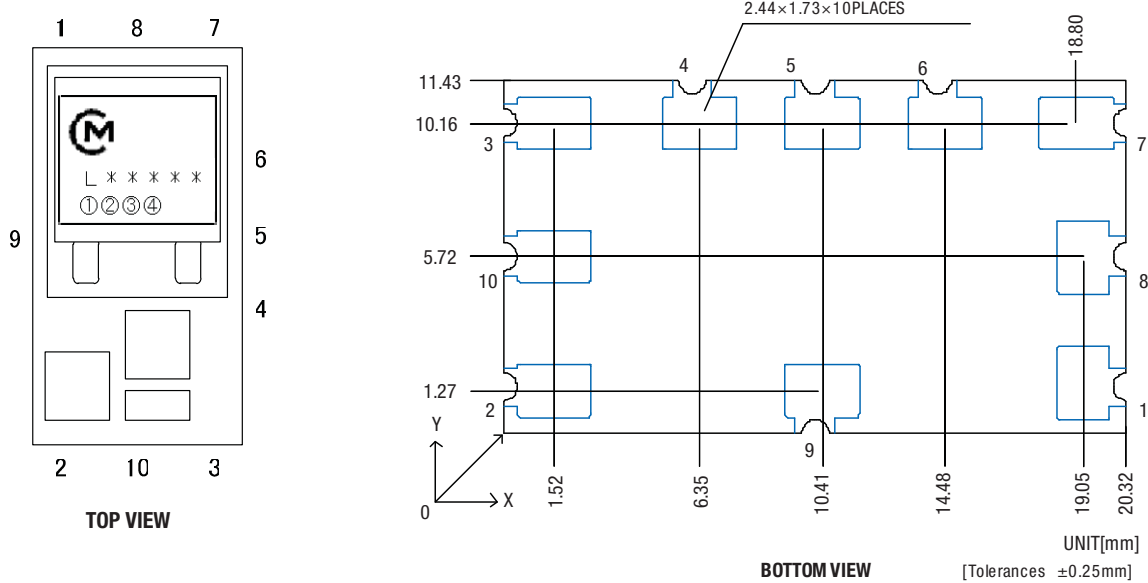 1 8 7
CM
L * * * * *
①②③④
6
5
4
9
2 10 3
TOP VIEW
2.44×1.73×10PLACES
18.80
11.43
10.16
5.72
1.27
4 5 6
3 7
10 8
2 1
9
Y
X
0
1.52
6.35
10.41
14.48
19.05
20.32
UNIT[mm]
BOTTOM VIEW
[Tolerances ±0.25mm]